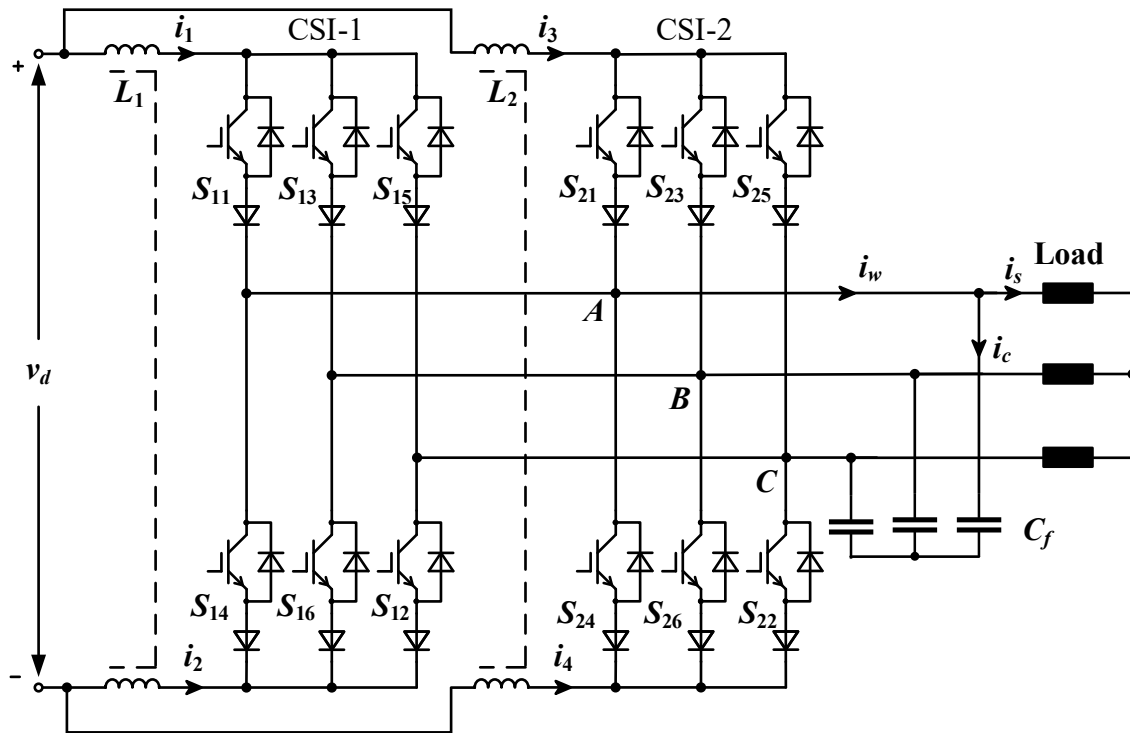 i1 CSI-1 i3 CSI-2
+
L1 L2
S11 S13 S15 S21 S23 S25
iw is Load
A
ic
vd
B
C
Cf
S14 S16 S12 S24 S26 S22
i2 i4
-